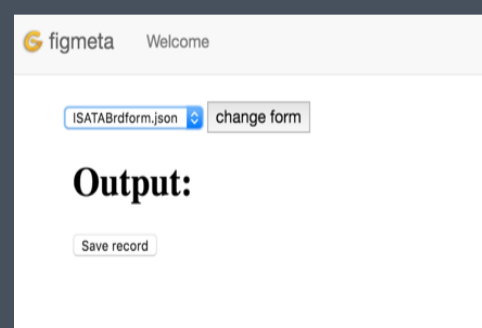 figmeta Welcome
ISATABrdform.json change form
Output:
Save record